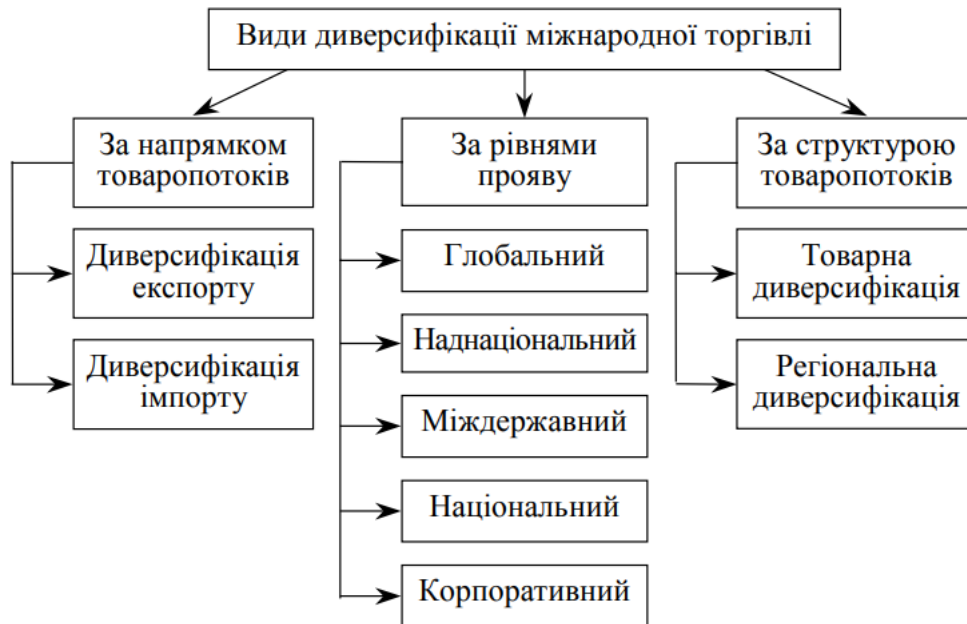 Види диверсифікації міжнародної торгівлі
За напрямком
товаропотоків
Диверсифікація
експорту
Диверсифікація
імпорту
За рівнями
прояву
Глобальний
Наднаціональний
Міждержавний
Національний
Корпоративний
За структурою
товаропотоків
Товарна
диверсифікація
Регіональна
диверсифікація